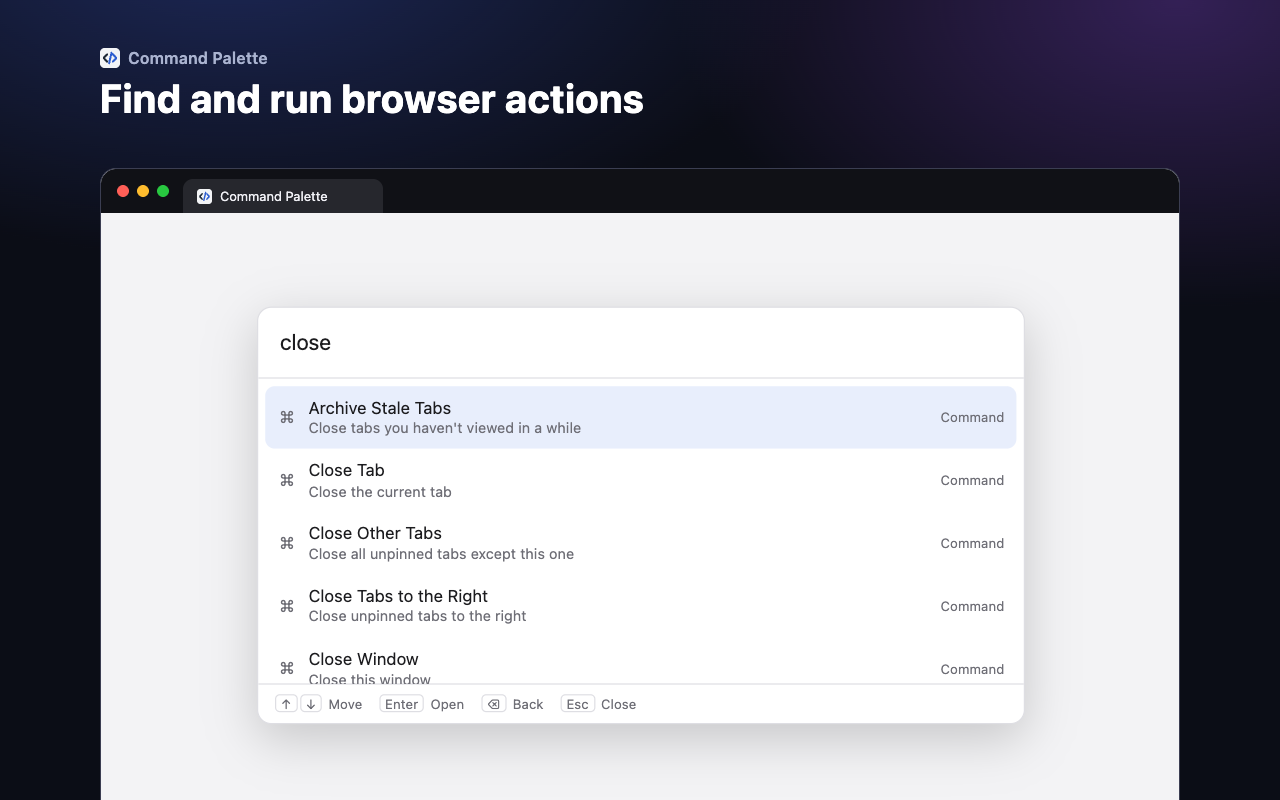 Command Palette
Find and run browser actions
Command Palette
close
⌘ Archive Stale Tabs
Close tabs you haven't viewed in a while
Command
⌘ Close Tab
Close the current tab
Command
⌘ Close Other Tabs
Close all unpinned tabs except this one
Command
⌘ Close Tabs to the Right
Close unpinned tabs to the right
Command
⌘ Close Window
Close this window
Command
↑ ↓ Move Enter Open ⌫ Back Esc Close